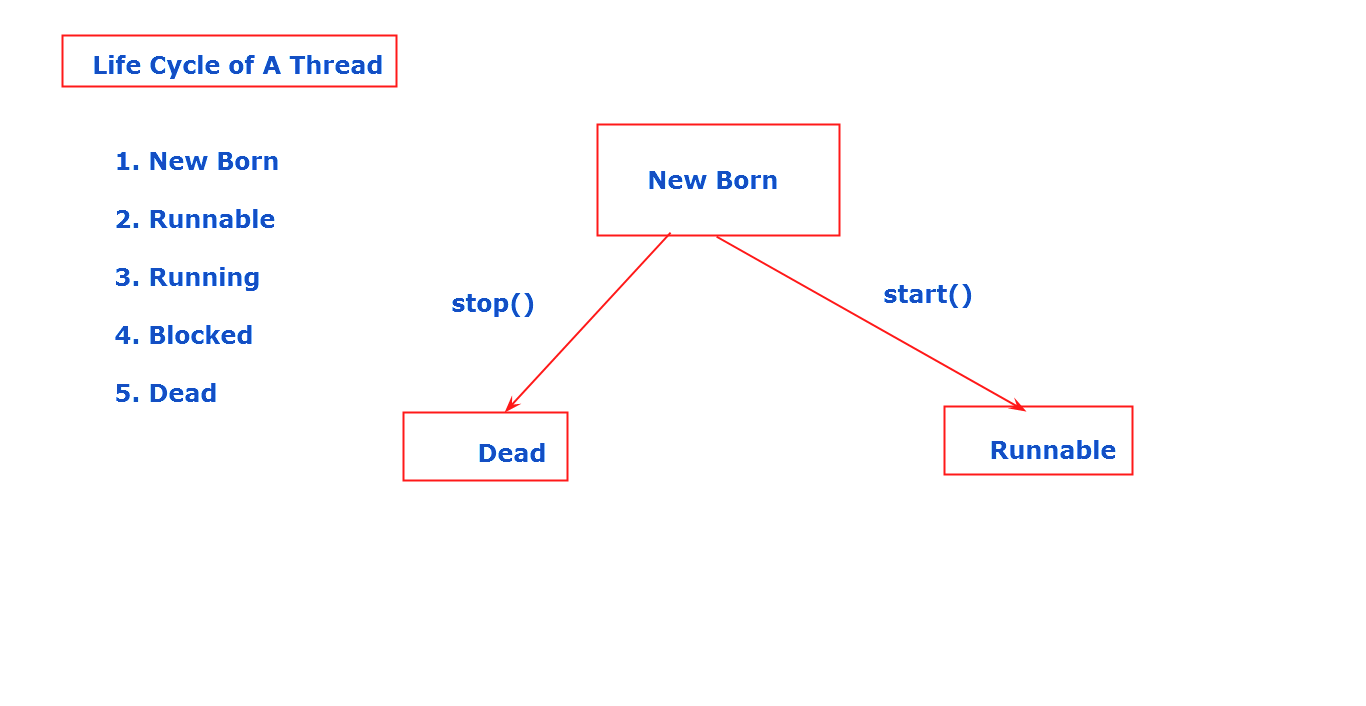 Life Cycle of A Thread
1. New Born
2. Runnable
3. Running
4. Blocked
5. Dead
New Born
stop()
start()
Dead
Runnable